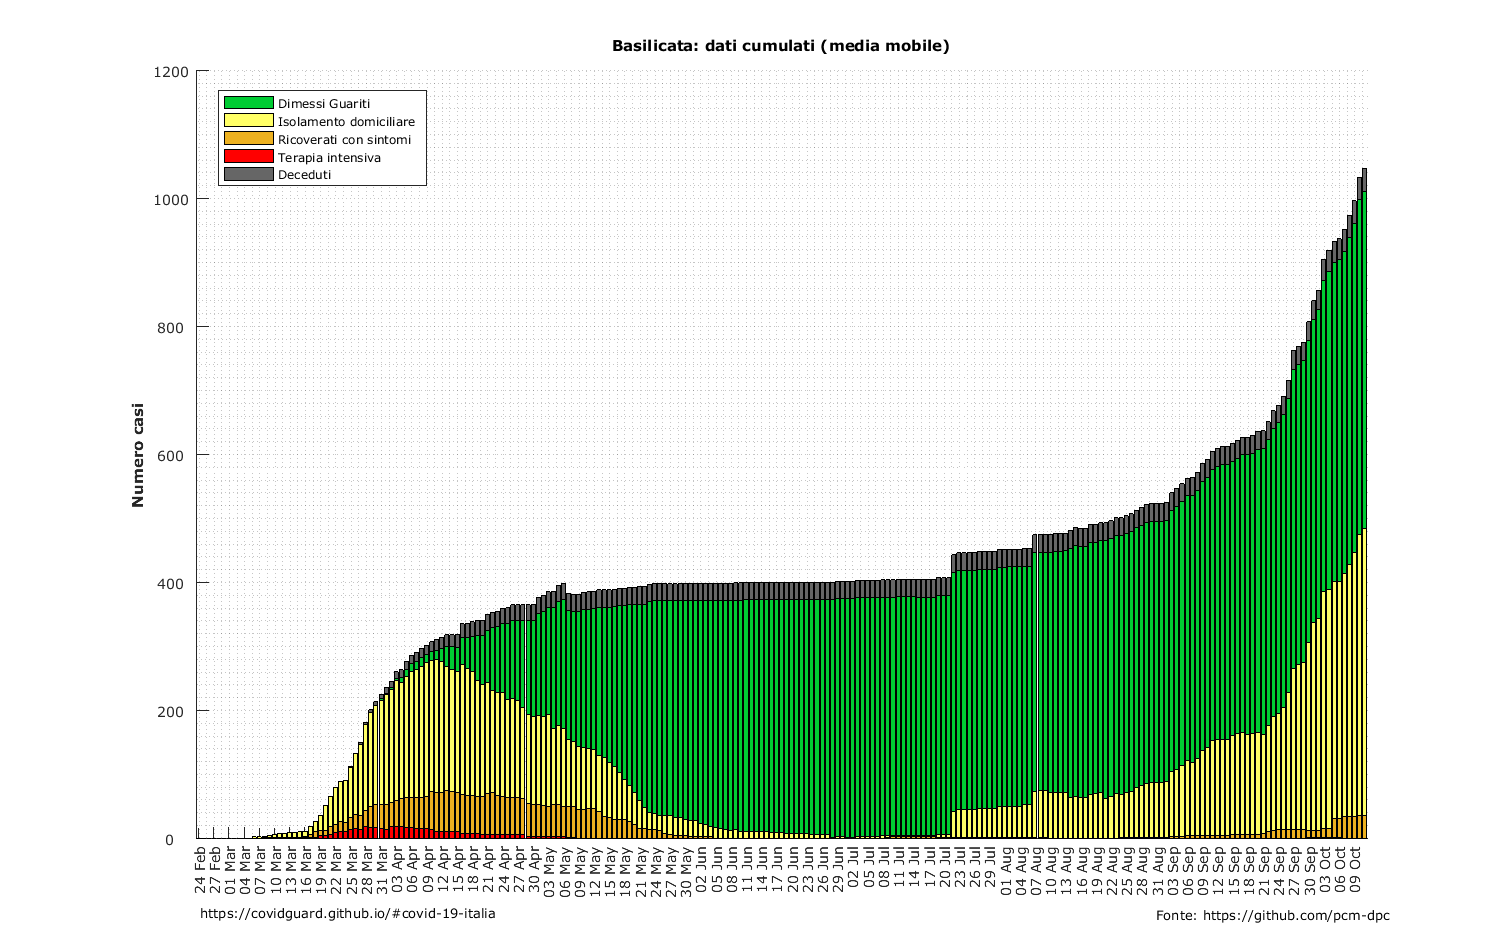 Basilicata: dati cumulati (media mobile)
1200
1000
800
600
400
200
0
Numero casi
Dimessi Guariti
Isolamento domiciliare
Ricoverati con sintomi
Terapia intensiva
Deceduti
24 Feb
27 Feb
01 Mar
04 Mar
07 Mar
10 Mar
13 Mar
16 Mar
19 Mar
22 Mar
25 Mar
28 Mar
31 Mar
03 Apr
06 Apr
09 Apr
12 Apr
15 Apr
18 Apr
21 Apr
24 Apr
27 Apr
30 Apr
03 May
06 May
09 May
12 May
15 May
18 May
21 May
24 May
27 May
30 May
02 Jun
05 Jun
08 Jun
11 Jun
14 Jun
17 Jun
20 Jun
23 Jun
26 Jun
29 Jun
02 Jul
05 Jul
08 Jul
11 Jul
14 Jul
17 Jul
20 Jul
23 Jul
26 Jul
29 Jul
01 Aug
04 Aug
07 Aug
10 Aug
13 Aug
16 Aug
19 Aug
22 Aug
25 Aug
28 Aug
31 Aug
03 Sep
06 Sep
09 Sep
12 Sep
15 Sep
18 Sep
21 Sep
24 Sep
27 Sep
30 Sep
03 Oct
06 Oct
09 Oct
https://covidguard.github.io/#covid-19-italia
Fonte: https://github.com/pcm-dpc